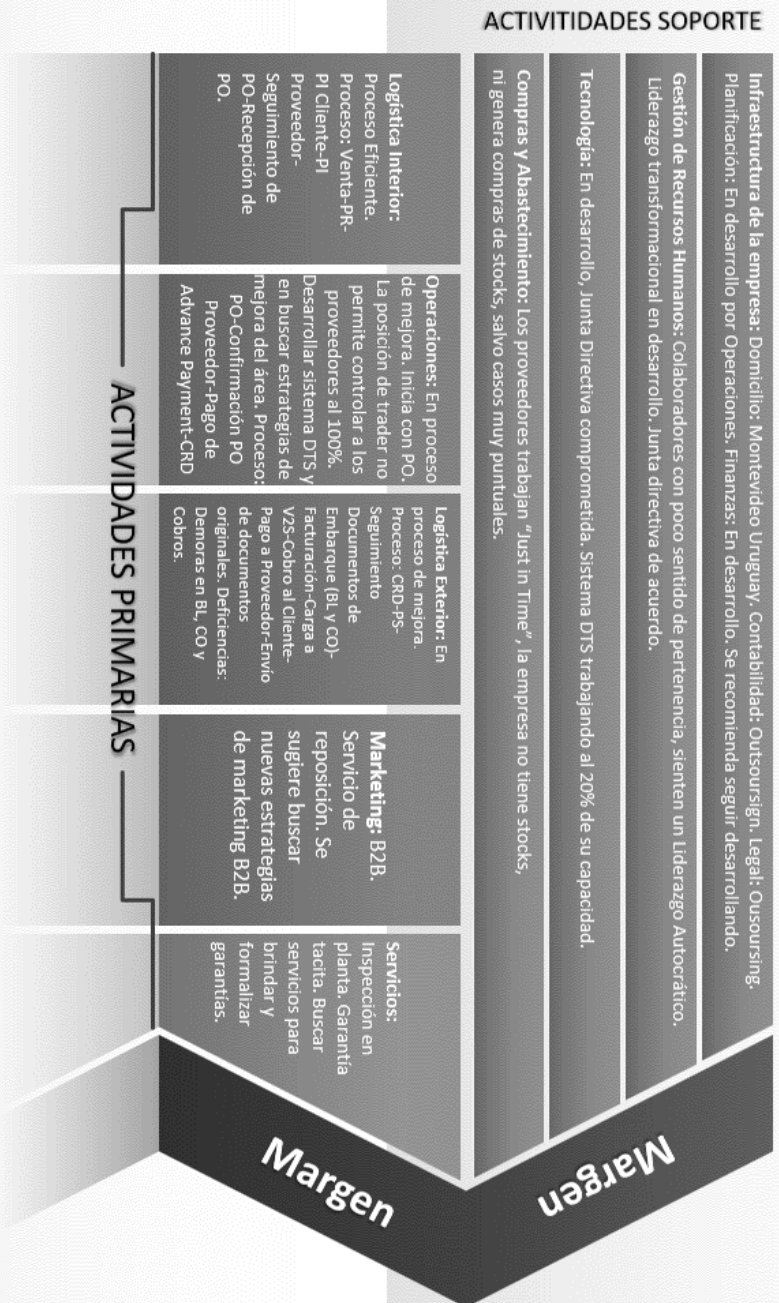 ACTIVITIDADES SOPORTE
Infraestructura de la empresa: Domicilio: Montevideo Uruguay. Contabilidad: Outsoursign. Legal: Ousoursing.
Planificación: En desarrollo por Operaciones. Finanzas: En desarrollo. Se recomienda seguir desarrollando.
Gestión de Recursos Humanos: Colaboradores con poco sentido de pertenencia, sienten un Liderazgo Autocrático.
Liderazgo transformacional en desarrollo. Junta directiva de acuerdo.
Tecnología: En desarrollo, Junta Directiva comprometida. Sistema DTS trabajando al 20% de su capacidad.
Compras y Abastecimiento: Los proveedores trabajan “Just in Time”, la empresa no tiene stocks,
ni genera compras de stocks, salvo casos muy puntuales.
Margen
Logística Interior:
Proceso Eficiente.
Proceso: Venta-PR-
PI Cliente-PI
Proveedor-
Seguimiento de
PO-Recepción de
PO.
Operaciones: En proceso
de mejora. Inicia con PO.
La posición de trader no
permite controlar a los
proveedores al 100%.
Desarrollar sistema DTS y
en buscar estrategias de
mejora del área. Proceso:
PO-Confirmación PO
Proveedor-Pago de
Advance Payment-CRD
Logística Exterior: En
proceso de mejora.
Proceso: CRD-PS-
Seguimiento
Documentos de
Embarque (BL y CO)-
Facturación-Carga a
V2S-Cobro al Cliente-
Pago a Proveedor-Envío
de documentos
originales. Deficiencias:
Demoras en BL, CO y
Cobros.
Marketing: B2B.
Servicio de
reposición. Se
sugiere buscar
nuevas estrategias
de marketing B2B.
Servicios:
Inspección en
planta. Garantía
tacita. Buscar
servicios para
brindar y
formalizar
garantías.
Margen
ACTIVIDADES PRIMARIAS